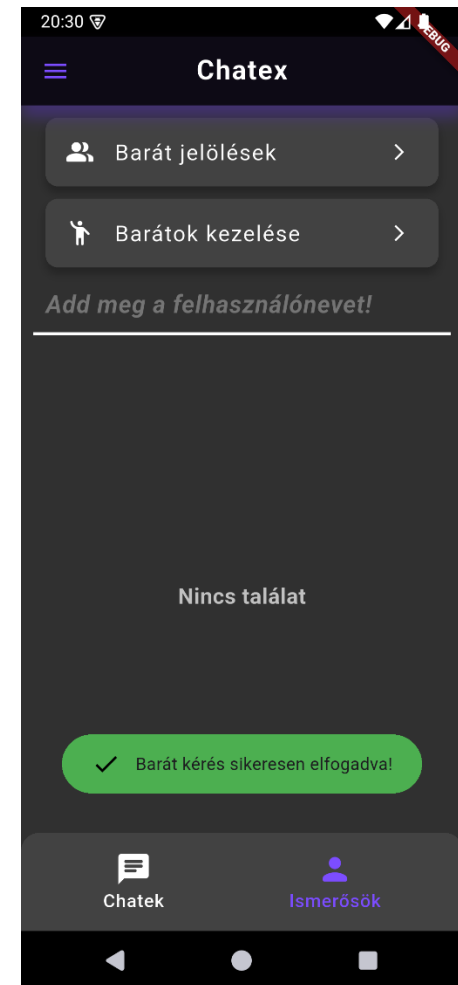 20:30
DEBUG
Chatex
Barát jelölések
Barátok kezelése
Add meg a felhasználónevet!
Nincs találat
Barát kérés sikeresen elfogadva!
Chatek
Ismerősök